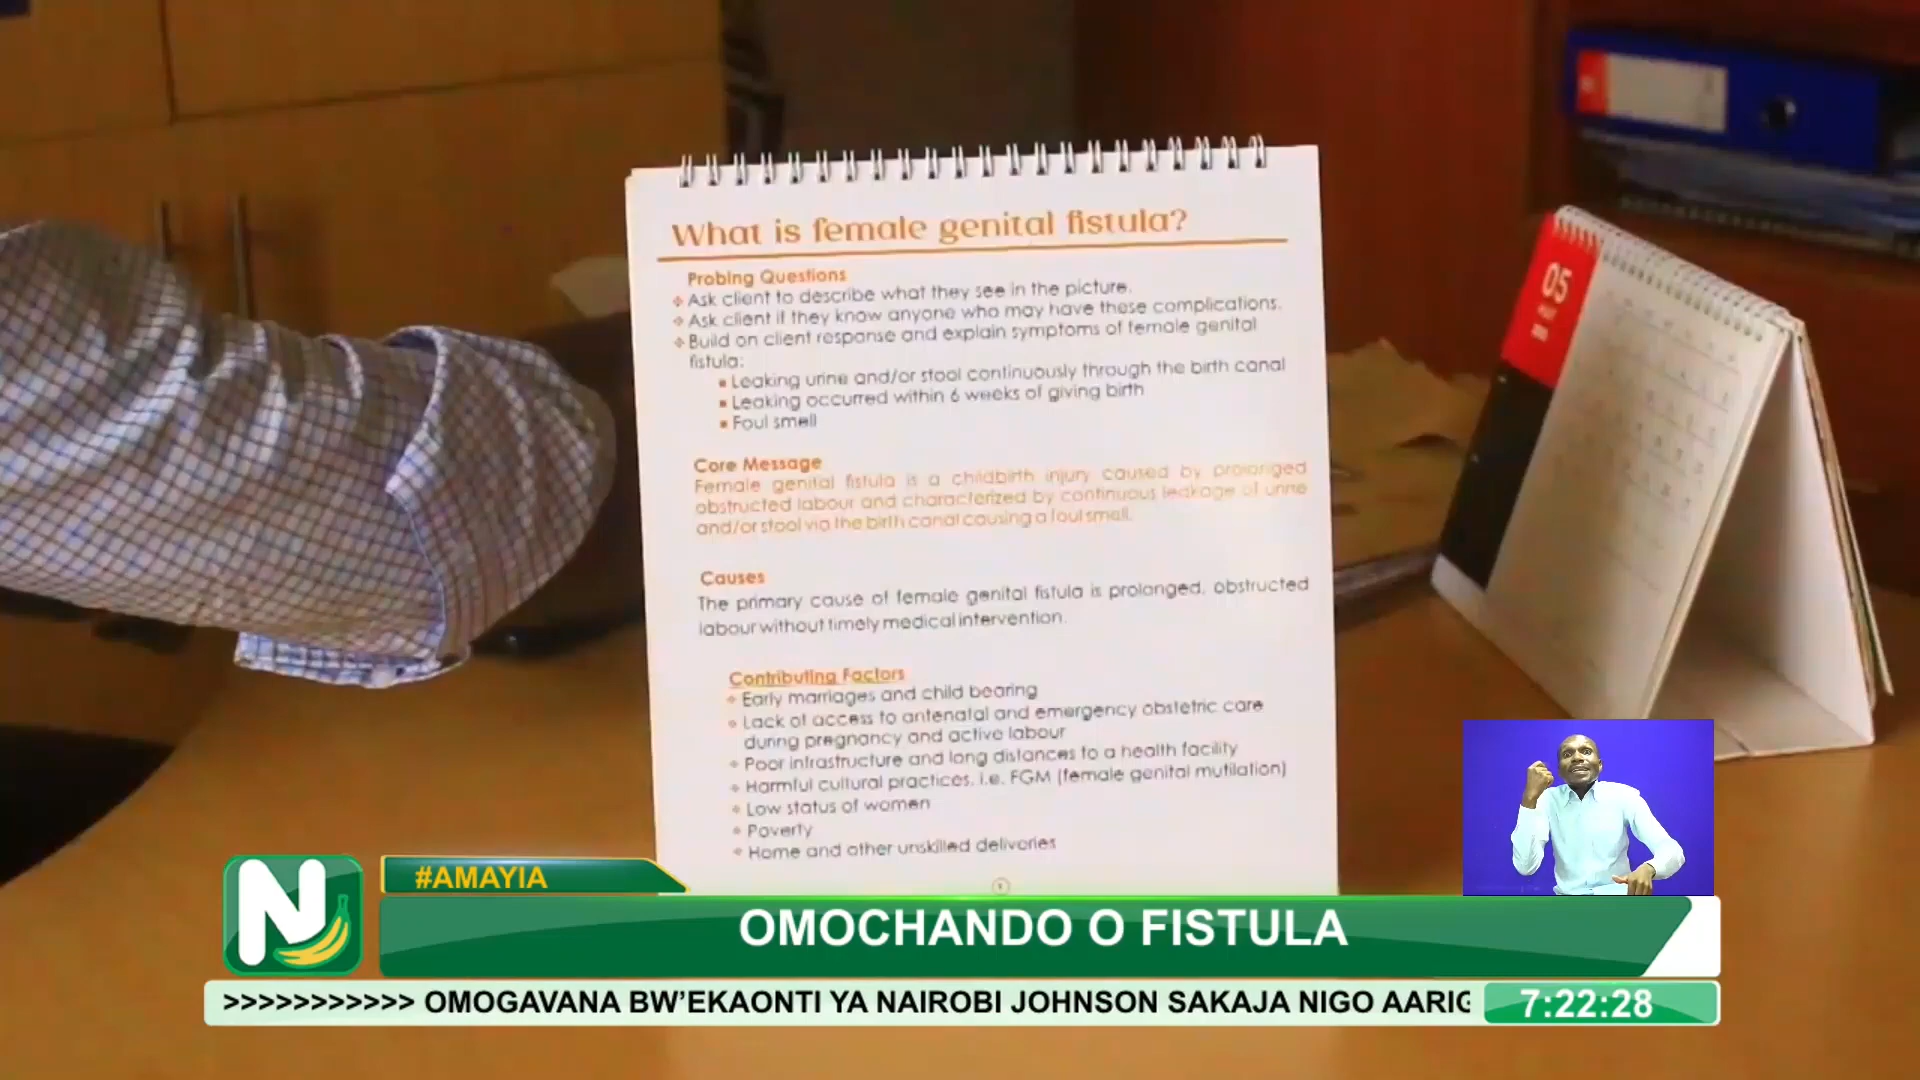 What is female genital fistula?
Probing Questions
Ask client to describe what they see in the picture.
Ask client if they know anyone who may have these complications.
Build on client response and explain symptoms of female genital
fistula:
Leaking urine and/or stool continuously through the birth canal
Leaking occurred within 6 weeks of giving birth
Foul smell
Core Message
Female genital fistula is a childbirth injury caused by prolonged
obstructed labour and characterized by continuous leakage of urine
and/or stool via the birth canal causing a foul smell.
Causes
The primary cause of female genital fistula is prolonged, obstructed
labour without timely medical intervention.
Contributing Factors
Early marriages and child bearing
Lack of access to antenatal and emergency obstetric care
during pregnancy and active labour
Poor infrastructure and long distances to a health facility
Harmful cultural practices, i.e. FGM (female genital mutilation)
Low status of women
Poverty
Home and other unskilled deliveries
05
N
#AMAYIA
OMOCHANDO O FISTULA
>>>>>>>>>>> OMOGAVANA BW'EKAONTI YA NAIROBI JOHNSON SAKAJA NIGO AARIG
7:22:28